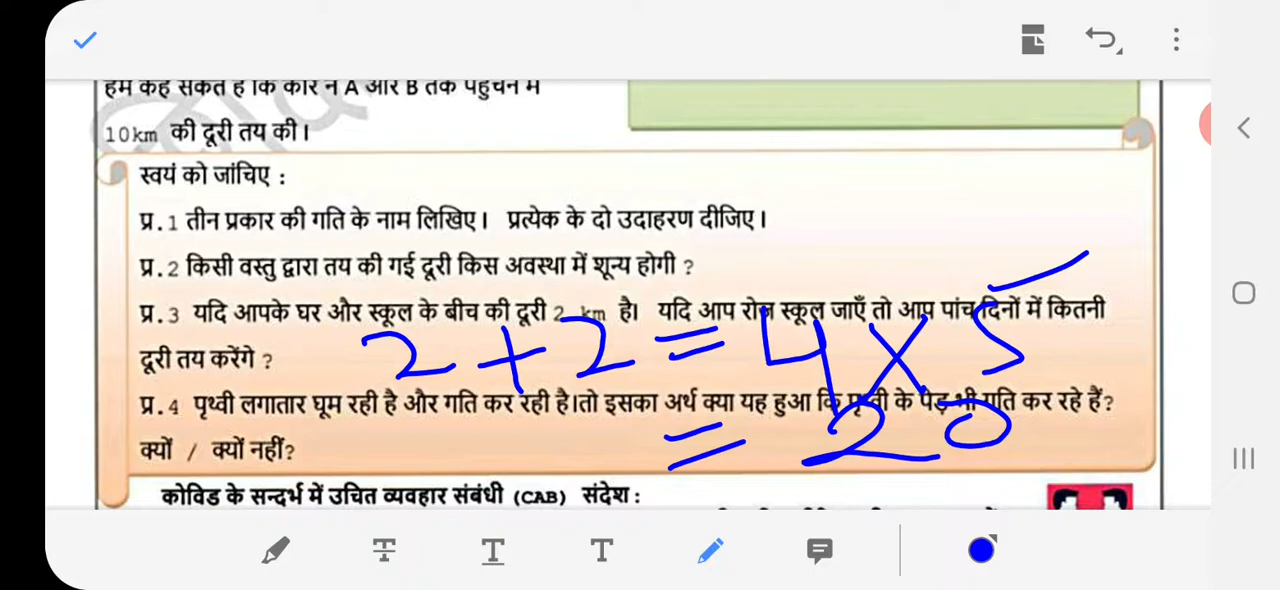 हम कह सकते हैं कि कार ने A और B तक पहुंचने में
10km की दूरी तय की।
स्वयं को जांचिए :
प्र.1 तीन प्रकार की गति के नाम लिखिए। प्रत्येक के दो उदाहरण दीजिए।
प्र.2 किसी वस्तु द्वारा तय की गई दूरी किस अवस्था में शून्य होगी ?
प्र.3 यदि आपके घर और स्कूल के बीच की दूरी 2 km है। यदि आप रोज़ स्कूल जाएँ तो आप पांच दिनों में कितनी
दूरी तय करेंगे ?
2 + 2 = 4 × 5
प्र.4 पृथ्वी लगातार घूम रही है और गति कर रही है।तो इसका अर्थ क्या यह हुआ कि पृथ्वी के पेड़ भी गति कर रहे हैं?
= 20
क्यों / क्यों नहीं?
कोविड के सन्दर्भ में उचित व्यवहार संबंधी (CAB) संदेश :